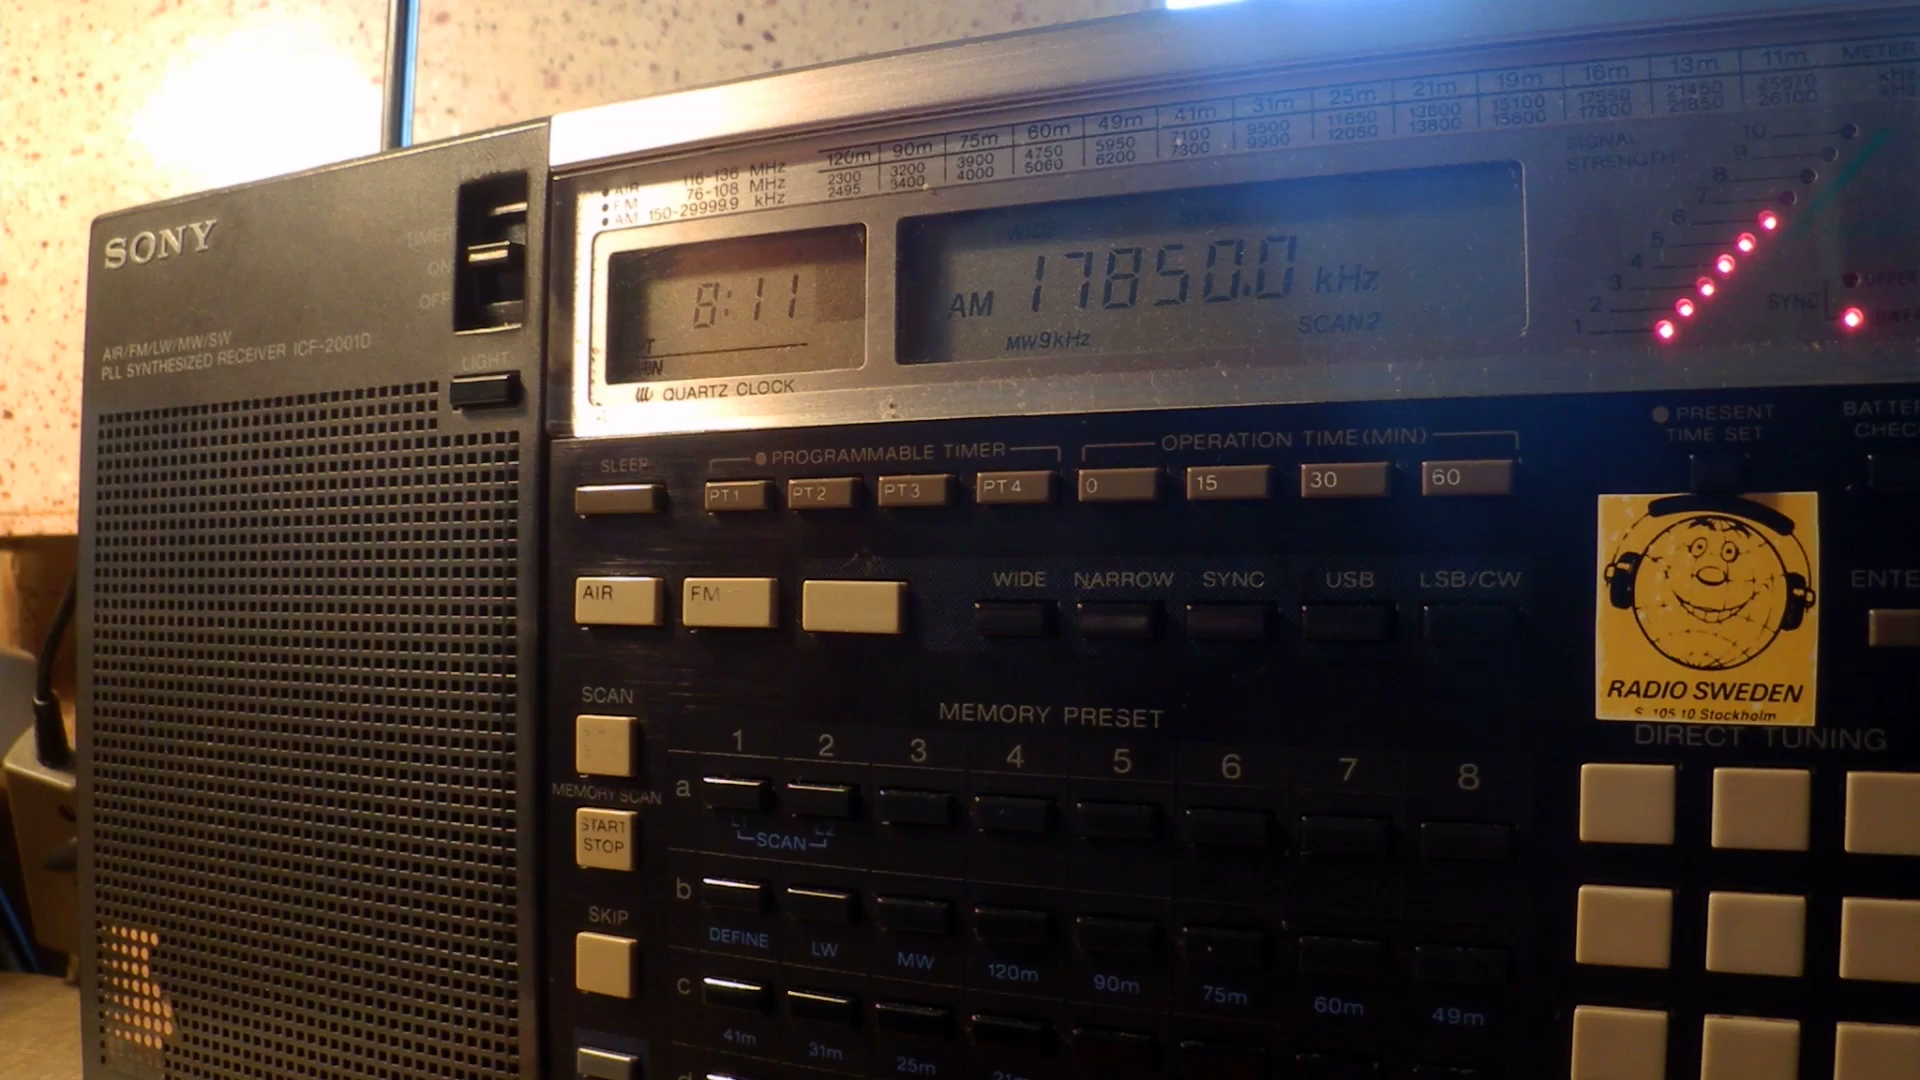 SONY
TIMER
ON
OFF
AIR/FM/LW/MW/SW
PLL SYNTHESIZED RECEIVER ICF-2001D
LIGHT
AIR 116-136 MHz
FM 76-108 MHz
AM 150-29999.9 kHz
120m 90m 75m 60m 49m 41m 31m 25m 21m 19m 16m 13m 11m METER
2300 3200 3900 4750 5950 7100 9500 11650 13600 15100 17550 21450 25670 kHz
2495 3400 4000 5060 6200 7300 9900 12050 13800 15600 17900 21850 26100 kHz
8:11
QUARTZ CLOCK
AM 17850.0 kHz
MW9kHz SCAN2
SIGNAL
STRENGTH
10
9
8
7
6
5
4
3
2
1
SYNC
UPPER
LOWER
SLEEP
PROGRAMMABLE TIMER
PT1 PT2 PT3 PT4
OPERATION TIME(MIN)
0 15 30 60
PRESENT
TIME SET
AIR FM
WIDE NARROW SYNC USB LSB/CW
RADIO SWEDEN
S 105 10 Stockholm
DIRECT TUNING
SCAN
MEMORY SCAN
START
STOP
SKIP
MEMORY PRESET
1 2 3 4 5 6 7 8
a
L1 SCAN L2
b
DEFINE LW MW 120m 90m 75m 60m 49m
c
41m 31m 25m
d